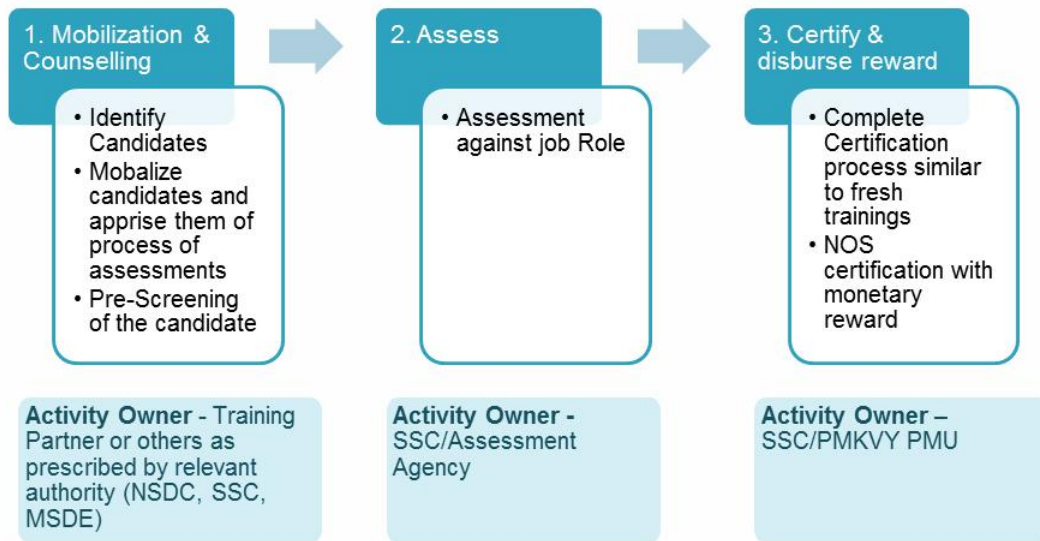 1. Mobilization &
Counselling
• Identify
Candidates
• Mobalize
candidates and
apprise them of
process of
assessments
• Pre-Screening
of the candidate
Activity Owner - Training
Partner or others as
prescribed by relevant
authority (NSDC, SSC,
MSDE)
2. Assess
• Assessment
against job Role
Activity Owner -
SSC/Assessment
Agency
3. Certify &
disburse reward
• Complete
Certification
process similar
to fresh
trainings
• NOS
certification with
monetary
reward
Activity Owner –
SSC/PMKVY PMU